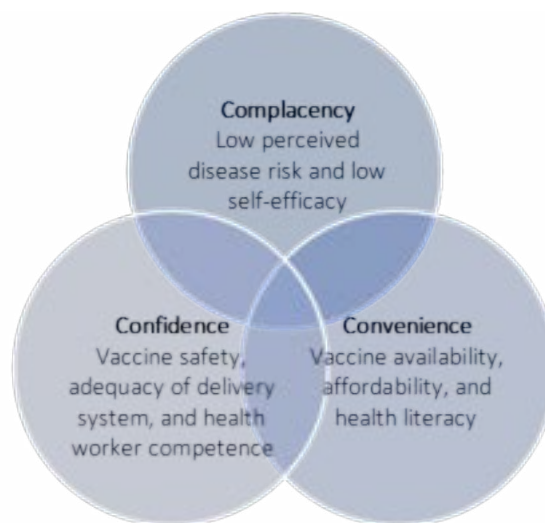 Complacency
Low perceived
disease risk and low
self-efficacy
Confidence
Vaccine safety,
adequacy of delivery
system, and health
worker competence
Convenience
Vaccine availability,
affordability, and
health literacy